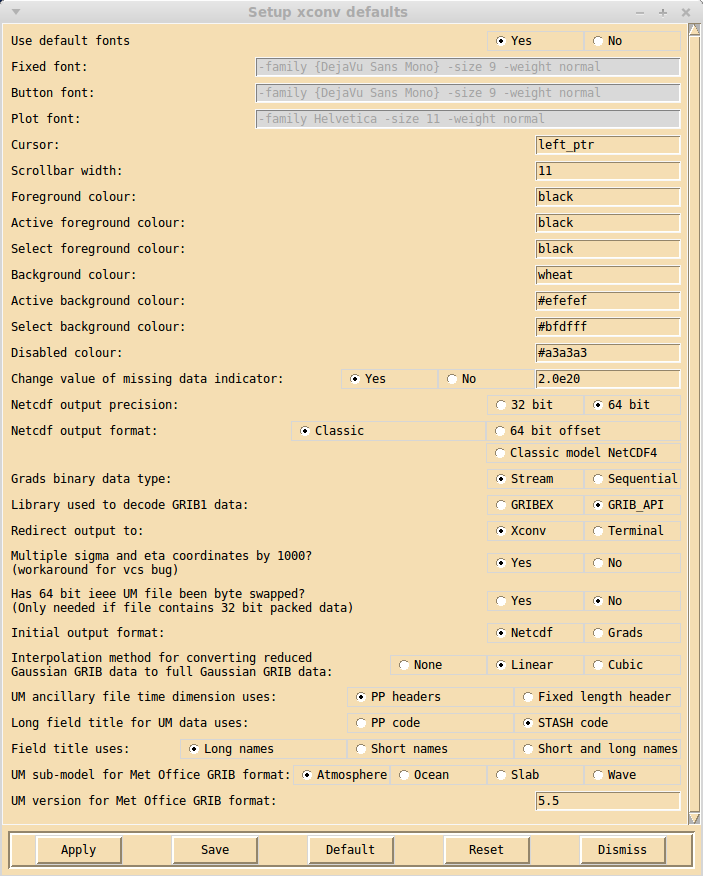 Setup xconv defaults
Use default fonts Yes No
Fixed font: -family {DejaVu Sans Mono} -size 9 -weight normal
Button font: -family {DejaVu Sans Mono} -size 9 -weight normal
Plot font: -family Helvetica -size 11 -weight normal
Cursor: left_ptr
Scrollbar width: 11
Foreground colour: black
Active foreground colour: black
Select foreground colour: black
Background colour: wheat
Active background colour: #efefef
Select background colour: #bfdfff
Disabled colour: #a3a3a3
Change value of missing data indicator: Yes No 2.0e20
Netcdf output precision: 32 bit 64 bit
Netcdf output format: Classic 64 bit offset
Classic model NetCDF4
Grads binary data type: Stream Sequential
Library used to decode GRIB1 data: GRIBEX GRIB_API
Redirect output to: Xconv Terminal
Multiple sigma and eta coordinates by 1000?
(workaround for vcs bug) Yes No
Has 64 bit ieee UM file been byte swapped?
(Only needed if file contains 32 bit packed data) Yes No
Initial output format: Netcdf Grads
Interpolation method for converting reduced
Gaussian GRIB data to full Gaussian GRIB data: None Linear Cubic
UM ancillary file time dimension uses: PP headers Fixed length header
Long field title for UM data uses: PP code STASH code
Field title uses: Long names Short names Short and long names
UM sub-model for Met Office GRIB format: Atmosphere Ocean Slab Wave
UM version for Met Office GRIB format: 5.5
Apply Save Default Reset Dismiss